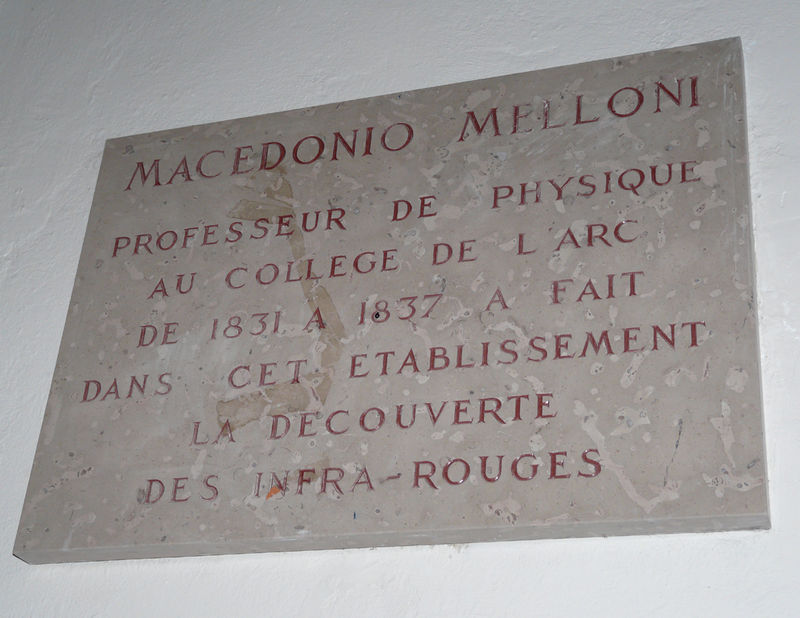 MACEDONIO MELLONI
PROFESSEUR DE PHYSIQUE
AU COLLEGE DE L'ARC
DE 1831 A 1837 A FAIT
DANS CET ETABLISSEMENT
LA DECOUVERTE
DES INFRA-ROUGES